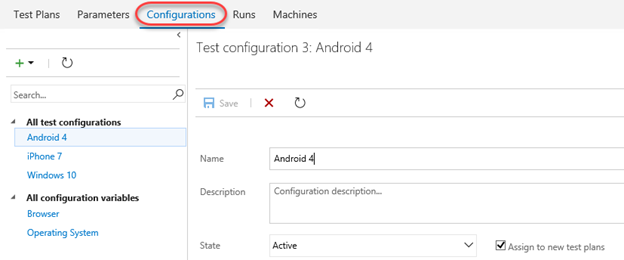 Test Plans Parameters Configurations Runs Machines
Test configuration 3: Android 4
Save
Search...
All test configurations
Android 4
iPhone 7
Windows 10
All configuration variables
Browser
Operating System
Name Android 4
Description Configuration description...
State Active Assign to new test plans